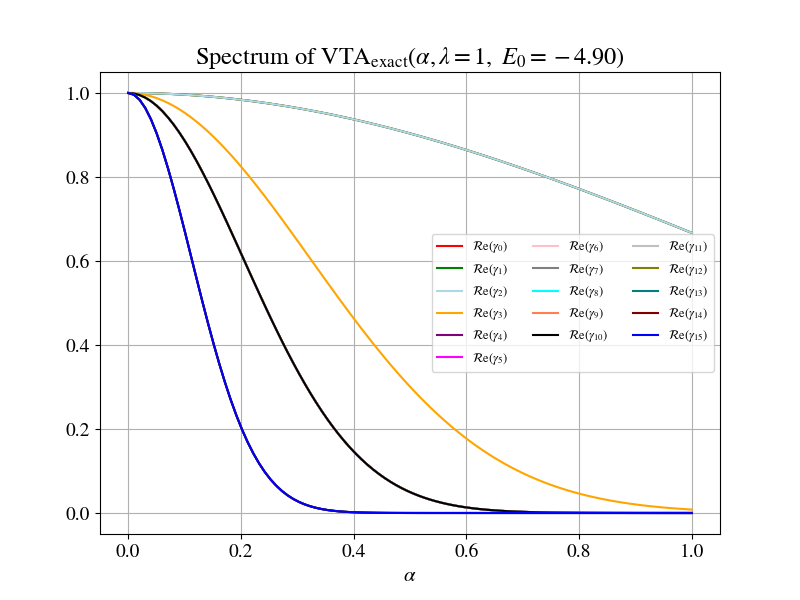 Spectrum of VTA_exact(α, λ = 1, E_0 = −4.90)
1.0
0.8
0.6
0.4
0.2
0.0
ℛe(γ_0) ℛe(γ_6) ℛe(γ_11)
ℛe(γ_1) ℛe(γ_7) ℛe(γ_12)
ℛe(γ_2) ℛe(γ_8) ℛe(γ_13)
ℛe(γ_3) ℛe(γ_9) ℛe(γ_14)
ℛe(γ_4) ℛe(γ_10) ℛe(γ_15)
ℛe(γ_5)
0.0 0.2 0.4 0.6 0.8 1.0
α